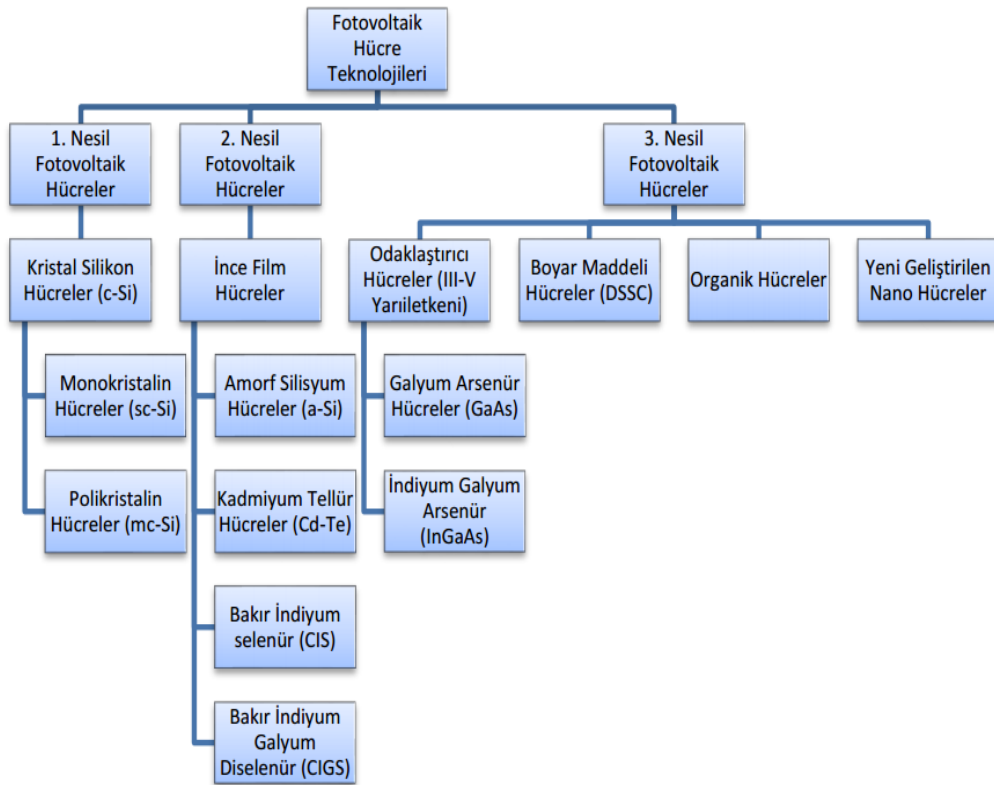 Fotovoltaik
Hücre
Teknolojileri
1. Nesil
Fotovoltaik
Hücreler
2. Nesil
Fotovoltaik
Hücreler
3. Nesil
Fotovoltaik
Hücreler
Kristal Silikon
Hücreler (c-Si)
İnce Film
Hücreler
Odaklaştırıcı
Hücreler (III-V
Yarıiletkeni)
Boyar Maddeli
Hücreler (DSSC)
Organik Hücreler
Yeni Geliştirilen
Nano Hücreler
Monokristalin
Hücreler (sc-Si)
Amorf Silisyum
Hücreler (a-Si)
Galyum Arsenür
Hücreler (GaAs)
Polikristalin
Hücreler (mc-Si)
Kadmiyum Tellür
Hücreler (Cd-Te)
İndiyum Galyum
Arsenür
(InGaAs)
Bakır İndiyum
selenür (CIS)
Bakır İndiyum
Galyum
Diselenür (CIGS)